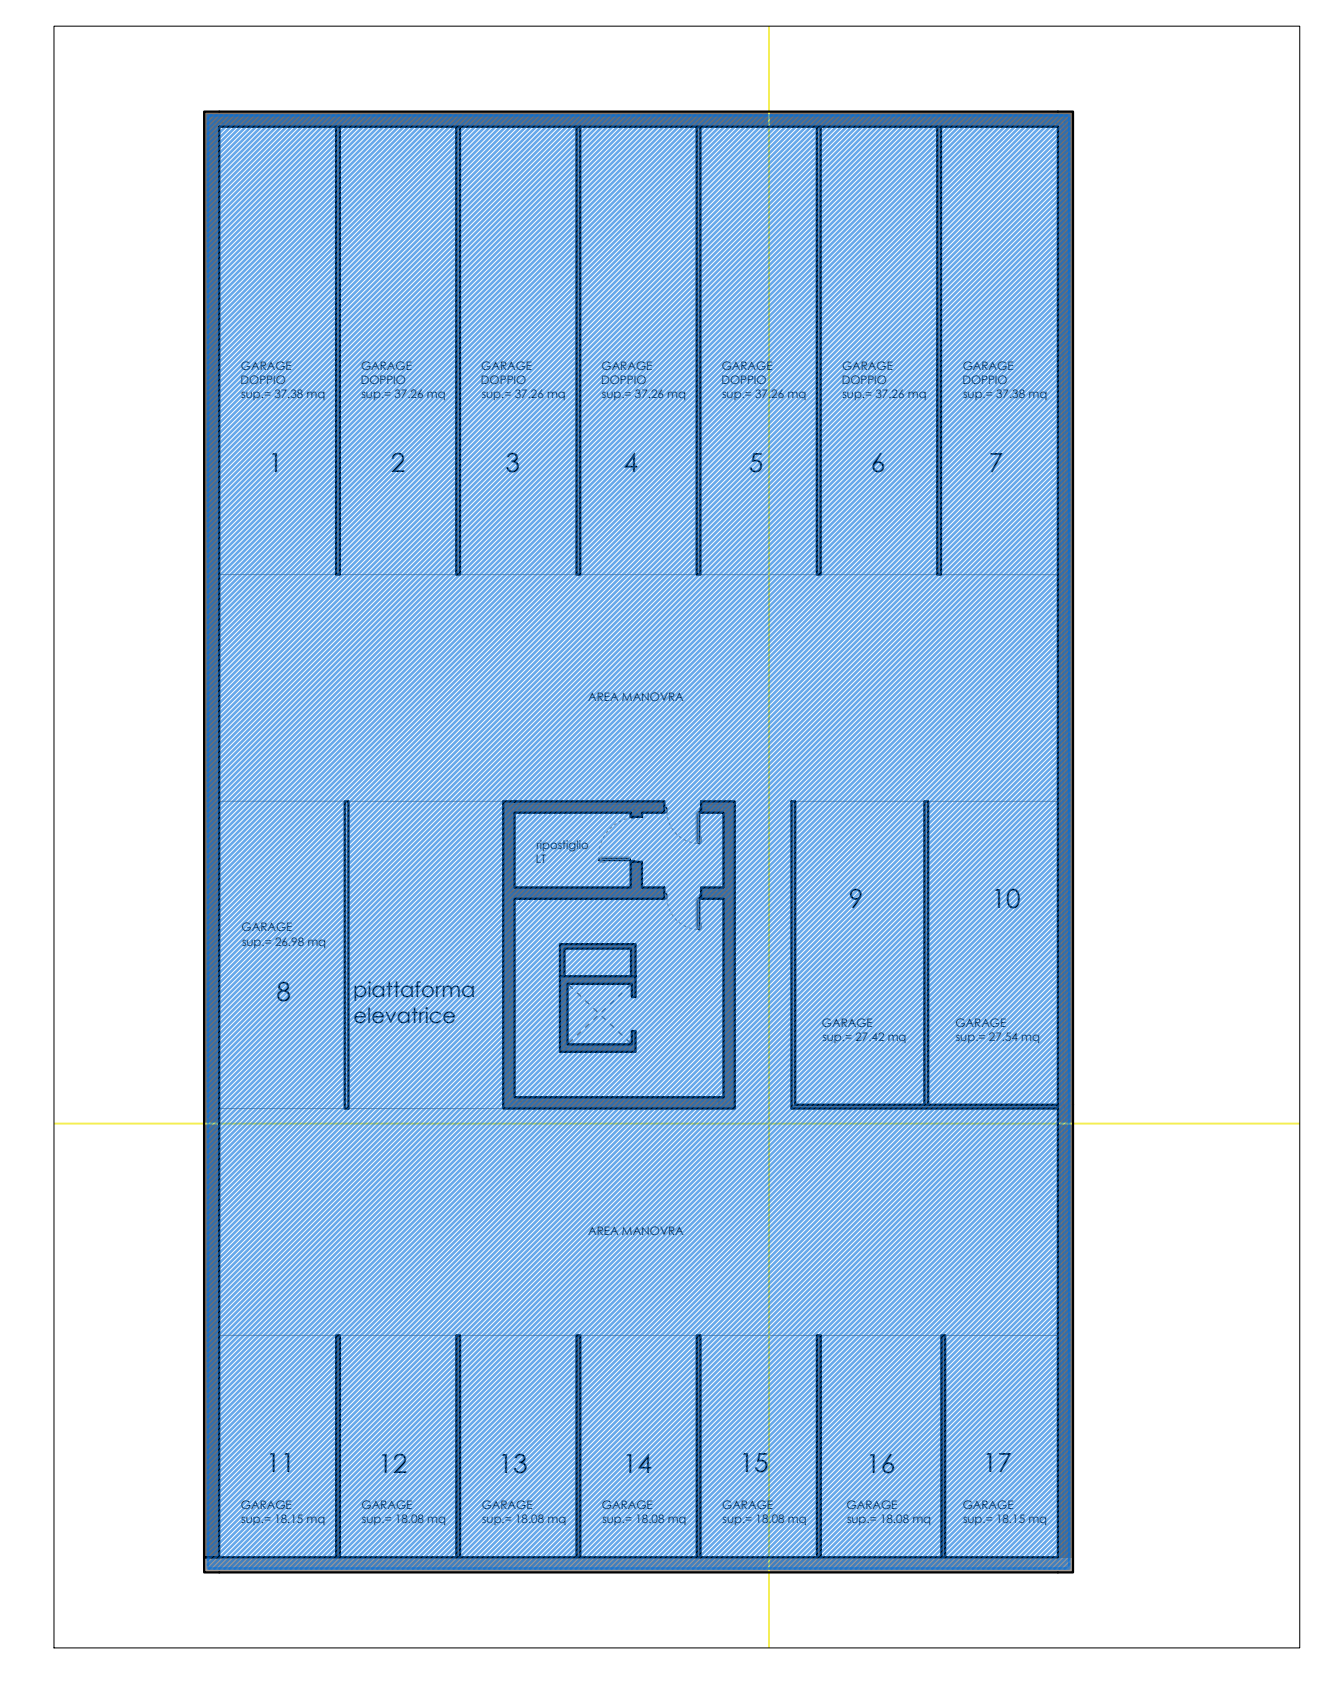 GARAGE
DOPPIO
sup.= 37.38 mq
1
GARAGE
DOPPIO
sup.= 37.26 mq
2
GARAGE
DOPPIO
sup.= 37.26 mq
3
GARAGE
DOPPIO
sup.= 37.26 mq
4
GARAGE
DOPPIO
sup.= 37.26 mq
5
GARAGE
DOPPIO
sup.= 37.26 mq
6
GARAGE
DOPPIO
sup.= 37.38 mq
7
AREA MANOVRA
GARAGE
sup.= 26.98 mq
8
piattaforma
elevatrice
ripostiglio
LT
9
GARAGE
sup.= 27.42 mq
10
GARAGE
sup.= 27.54 mq
AREA MANOVRA
11
GARAGE
sup.= 18.15 mq
12
GARAGE
sup.= 18.08 mq
13
GARAGE
sup.= 18.08 mq
14
GARAGE
sup.= 18.08 mq
15
GARAGE
sup.= 18.08 mq
16
GARAGE
sup.= 18.08 mq
17
GARAGE
sup.= 18.15 mq